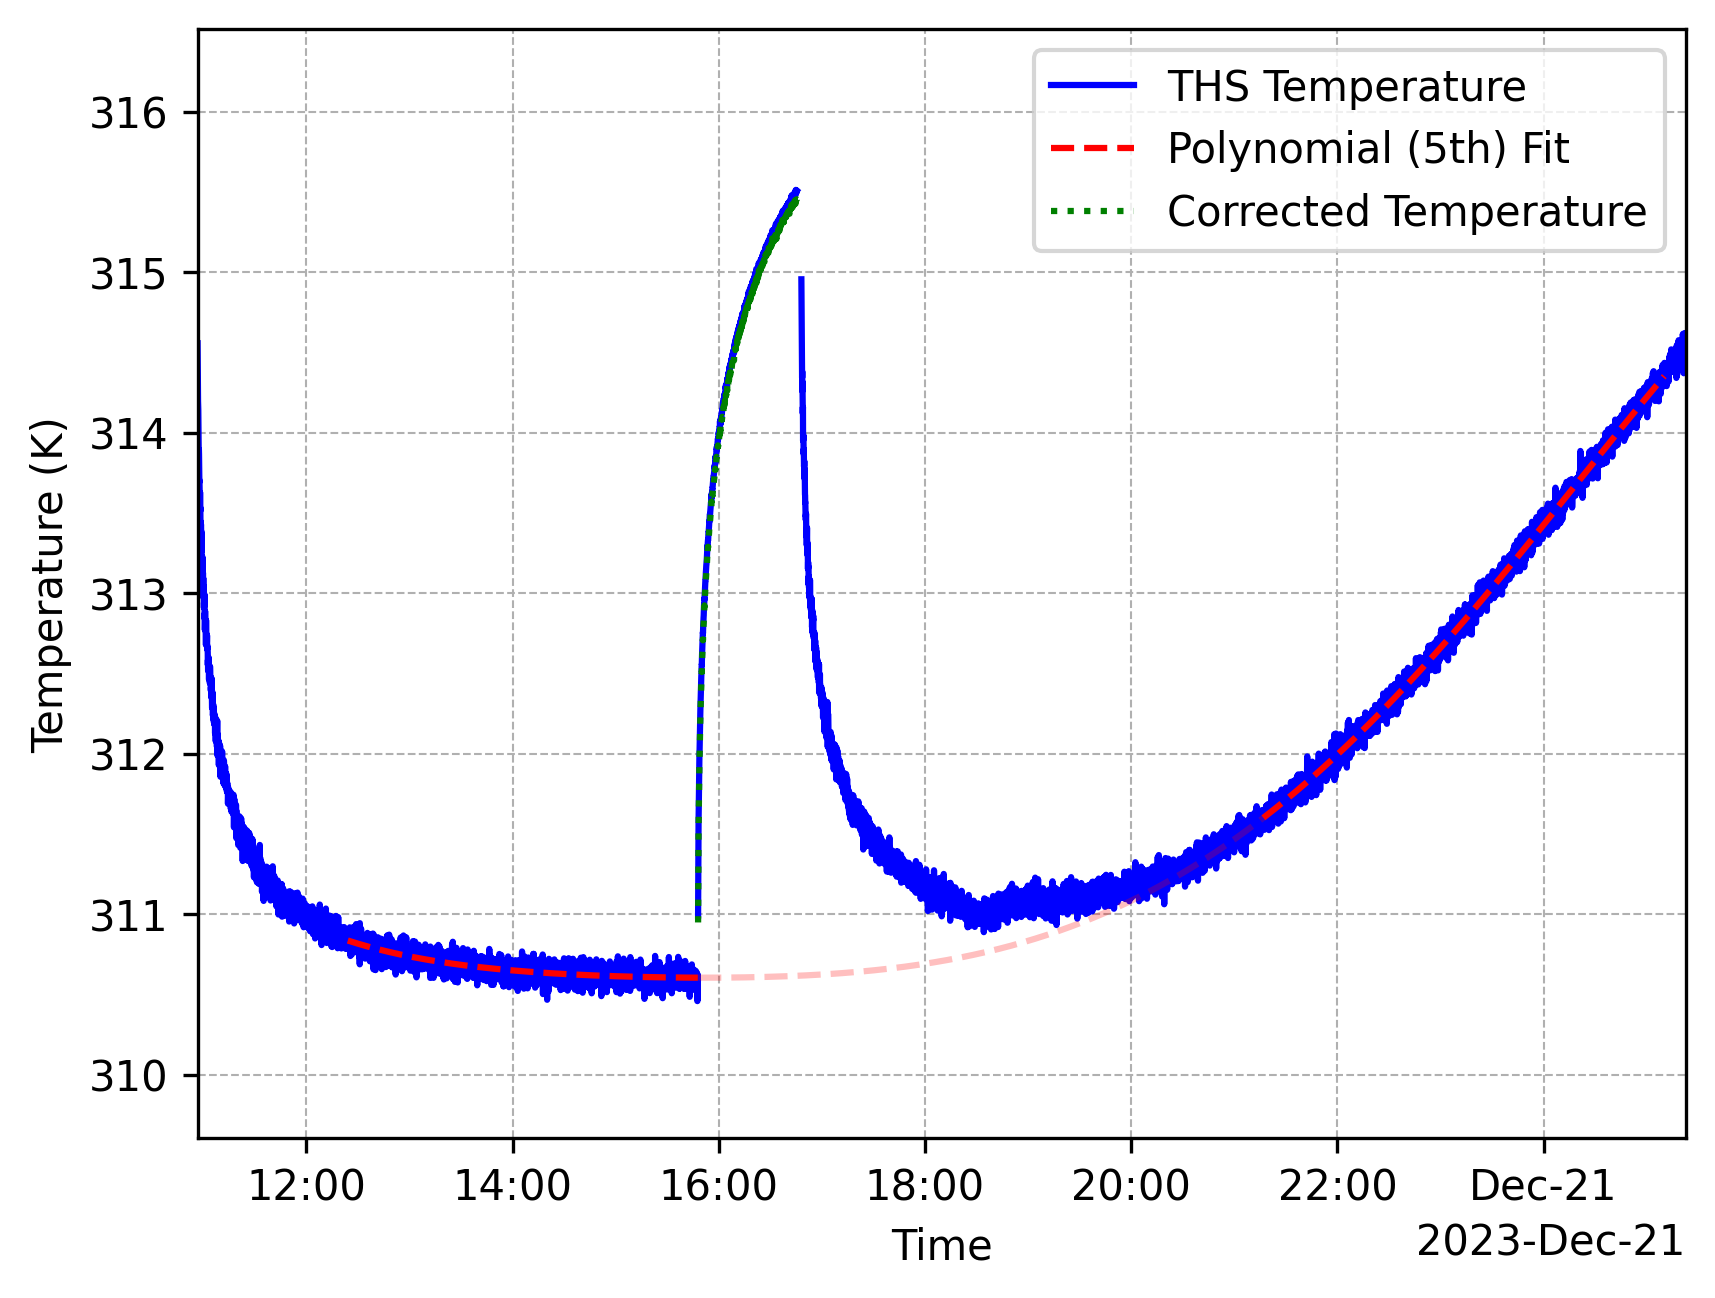 THS Temperature
Polynomial (5th) Fit
Corrected Temperature
Temperature (K)
316
315
314
313
312
311
310
12:00 14:00 16:00 18:00 20:00 22:00 Dec-21
Time
2023-Dec-21